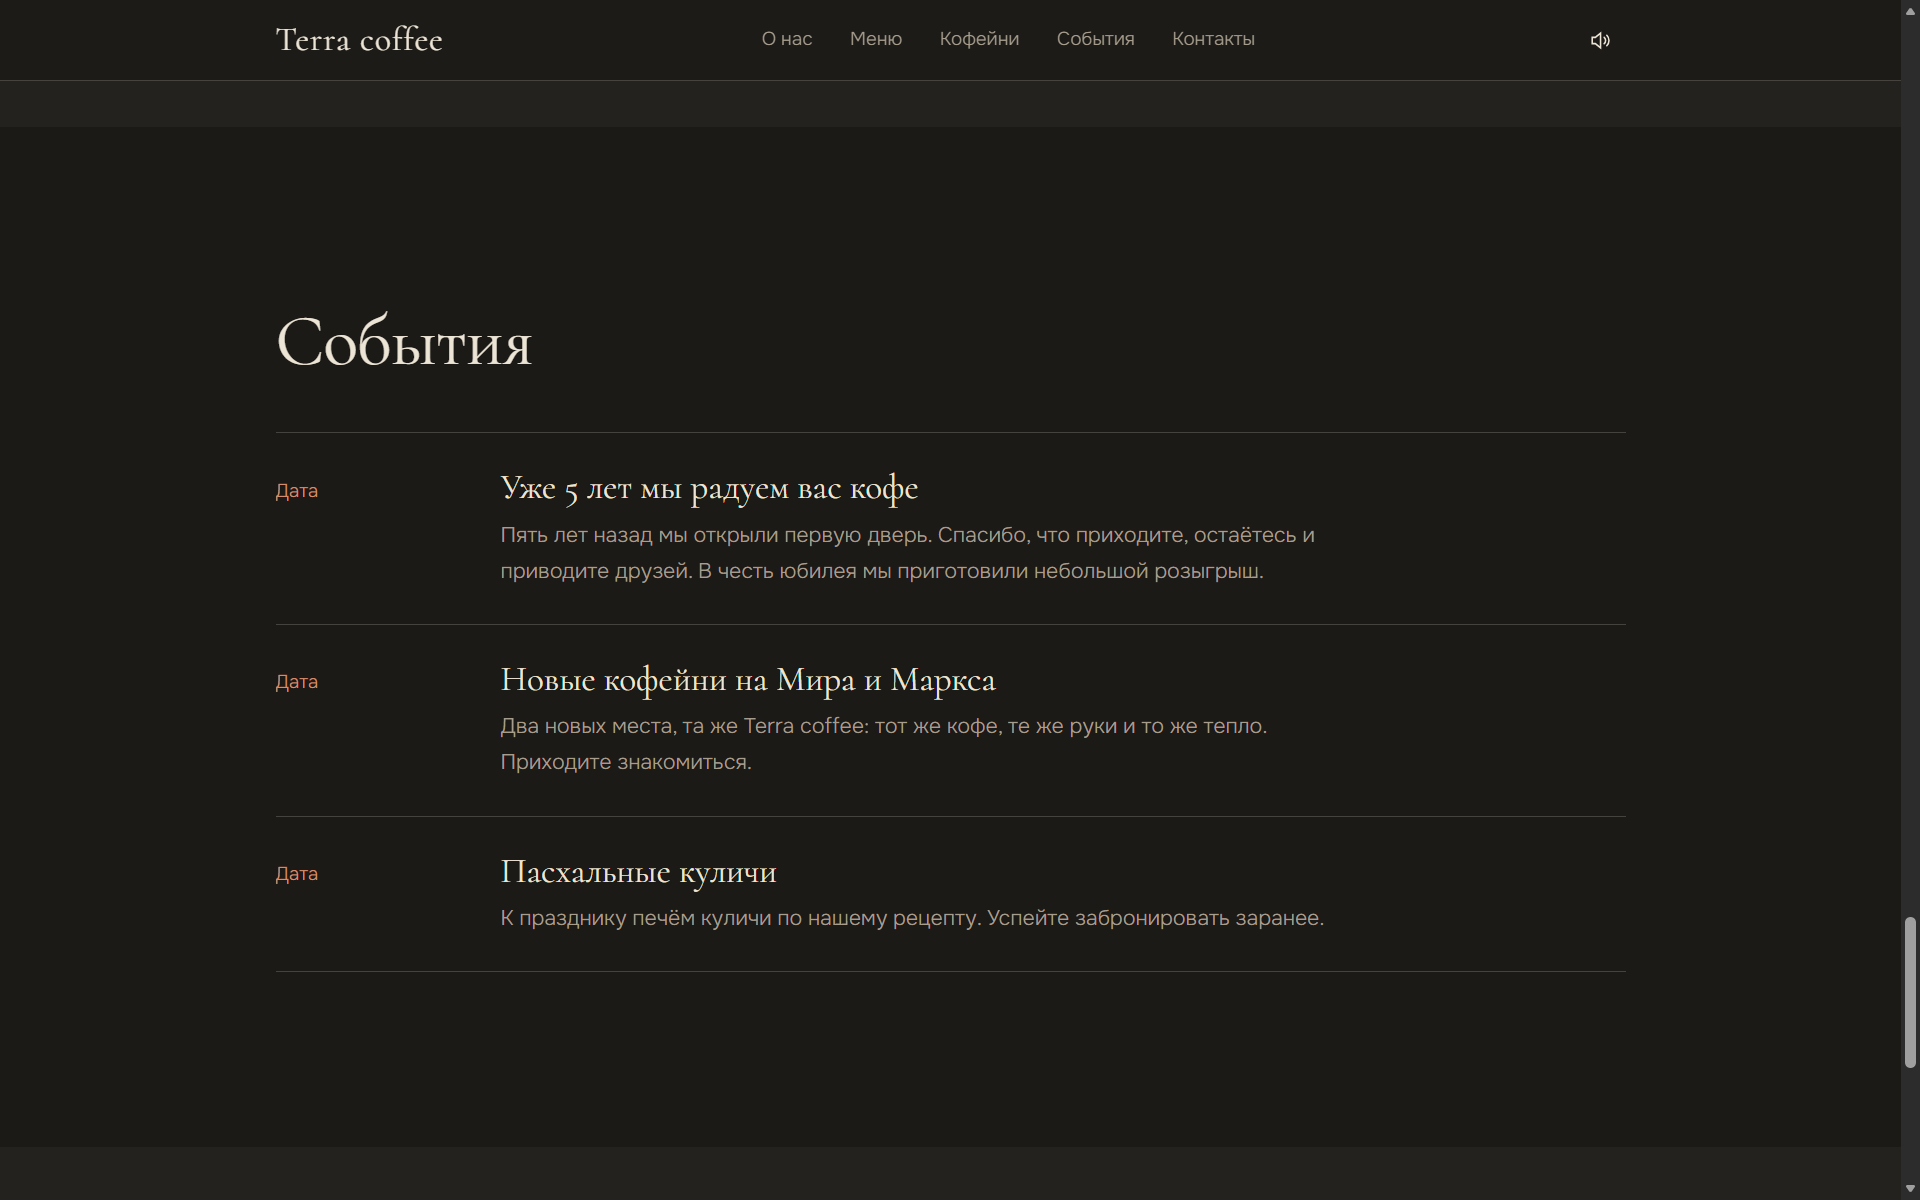 Terra coffee
О нас
Меню
Кофейни
События
Контакты
События
Дата
Уже 5 лет мы радуем вас кофе
Пять лет назад мы открыли первую дверь. Спасибо, что приходите, остаётесь и
приводите друзей. В честь юбилея мы приготовили небольшой розыгрыш.
Дата
Новые кофейни на Мира и Маркса
Два новых места, та же Terra coffee: тот же кофе, те же руки и то же тепло.
Приходите знакомиться.
Дата
Пасхальные куличи
К празднику печём куличи по нашему рецепту. Успейте забронировать заранее.